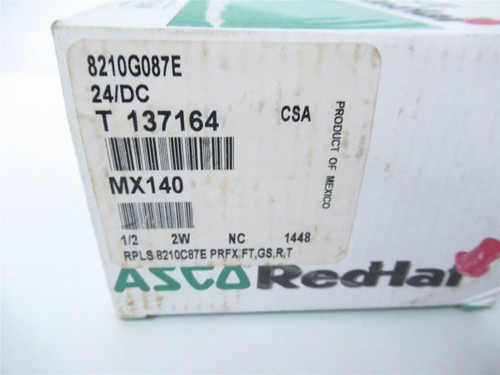 8210G087E
24/DC
T 137164 CSA
PRODUCT OF MEXICO
MX140
1/2 2W NC 1448
RPLS 8210C87E PRFX FT,GS,R,T
ASCO RedHat